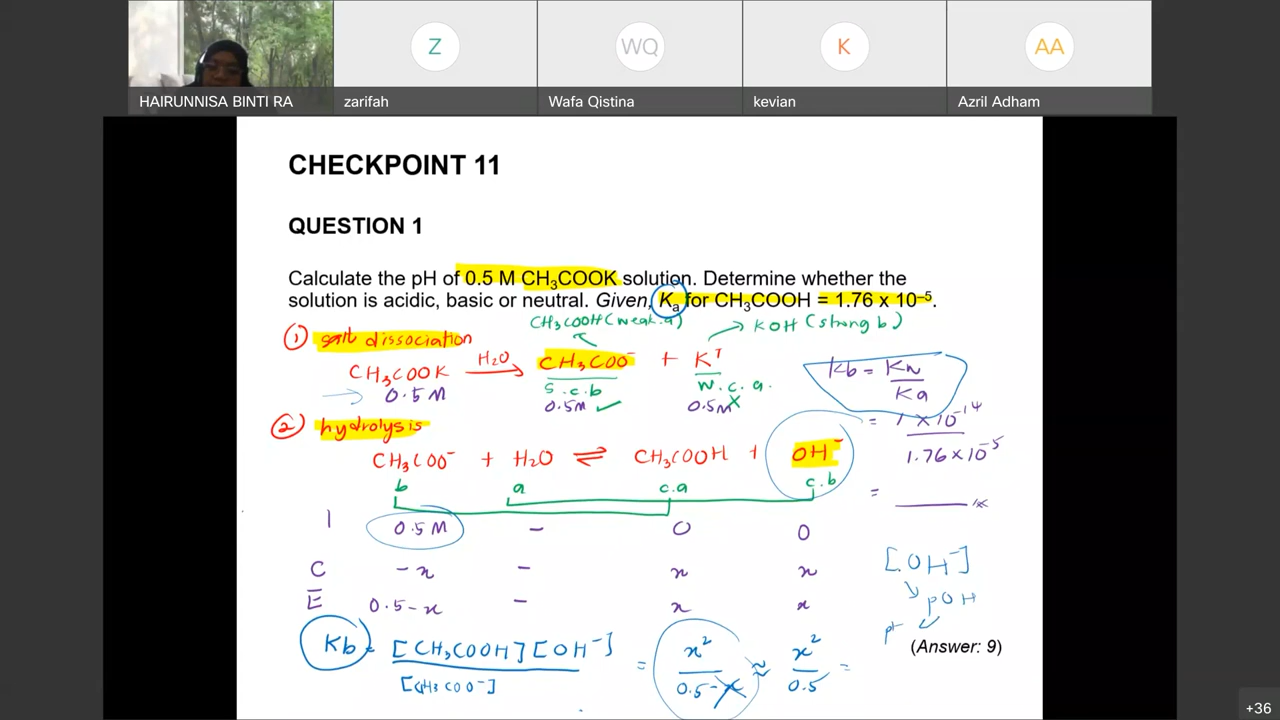 Z
WQ
K
AA
HAIRUNNISA BINTI RA
zarifah
Wafa Qistina
kevian
Azril Adham
CHECKPOINT 11
QUESTION 1
Calculate the pH of 0.5 M CH₃COOK solution. Determine whether the
solution is acidic, basic or neutral. Given, Kₐ for CH₃COOH = 1.76 x 10⁻⁵.
CH₃COOH (weak a) KOH (strong b)
① salt dissociation
CH₃COOK H₂O → CH₃COO⁻ + K⁺
0.5M
s.c.b w.c.a.
0.5M ✓ 0.5M X
Kb = Kw / Ka
= 1 × 10⁻¹⁴ / 1.76 × 10⁻⁵
=
② hydrolysis
CH₃COO⁻ + H₂O ⇌ CH₃COOH + OH⁻
b a c.a c.b
I 0.5M – 0 0
C – x – x x
E 0.5 – x – x x
[OH⁻]
pOH
pH
(Answer: 9)
Kb = [CH₃COOH][OH⁻] / [CH₃COO⁻] = x² / 0.5 – x ≈ x² / 0.5 =
+36